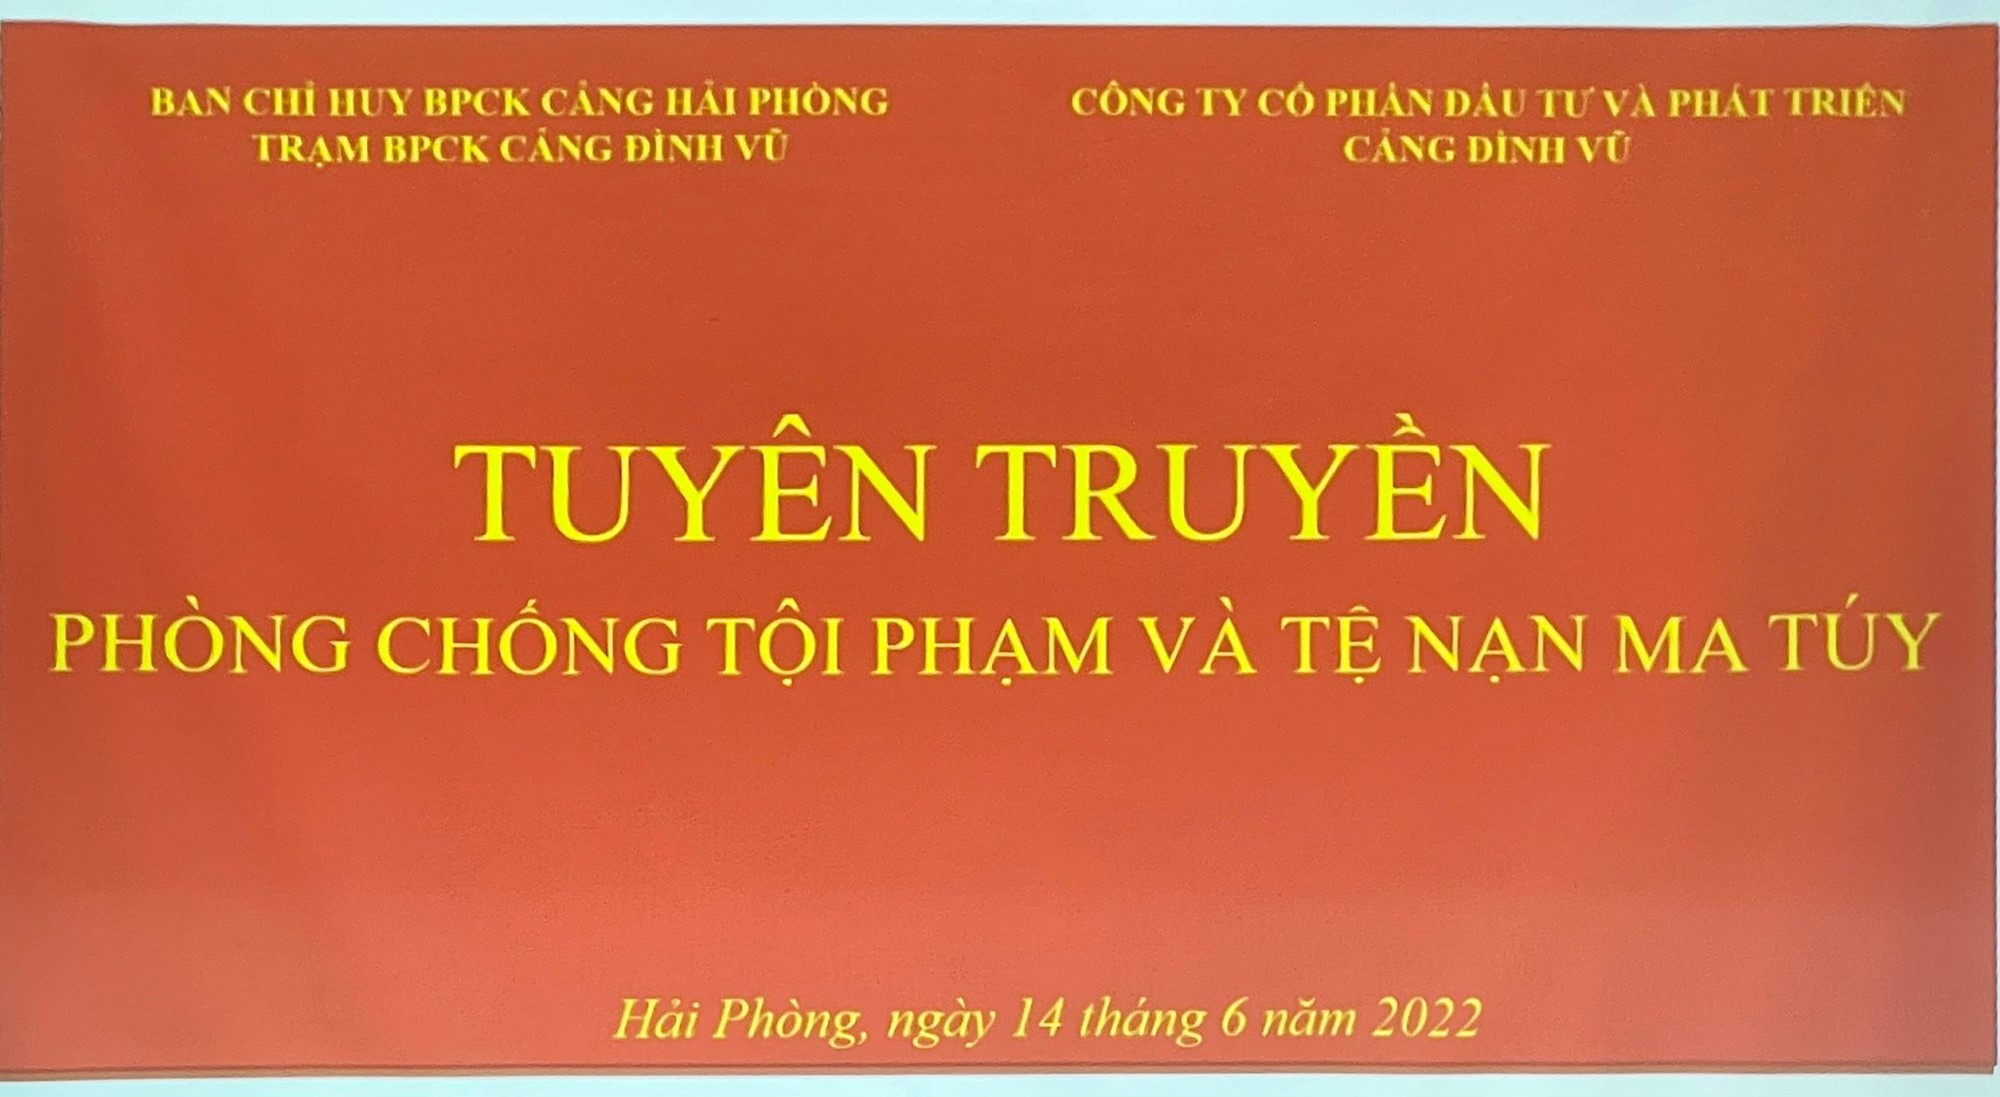 BAN CHỈ HUY BPCK CẢNG HẢI PHÒNG
TRẠM BPCK CẢNG ĐÌNH VŨ
CÔNG TY CỔ PHẦN ĐẦU TƯ VÀ PHÁT TRIỂN
CẢNG ĐÌNH VŨ
TUYÊN TRUYỀN
PHÒNG CHỐNG TỘI PHẠM VÀ TỆ NẠN MA TÚY
Hải Phòng, ngày 14 tháng 6 năm 2022